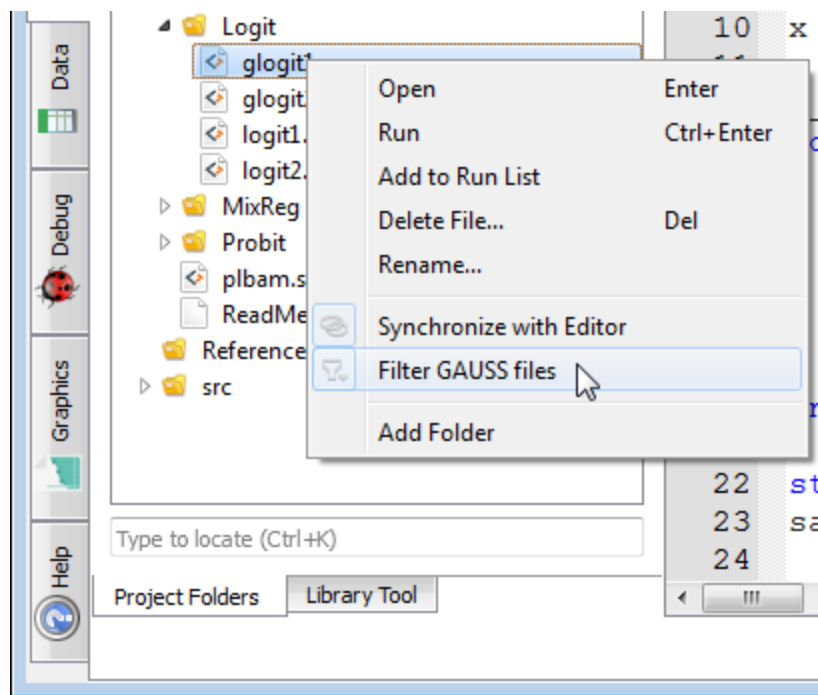 Data
Debug
Graphics
Help
Logit
glogit1
glogit
logit1.
logit2.
MixReg
Probit
plbam.s
ReadMe
Reference
src
Open Enter
Run Ctrl+Enter
Add to Run List
Delete File... Del
Rename...
Synchronize with Editor
Filter GAUSS files
Add Folder
Type to locate (Ctrl+K)
Project Folders Library Tool
10 x
22 st
23 sa
24